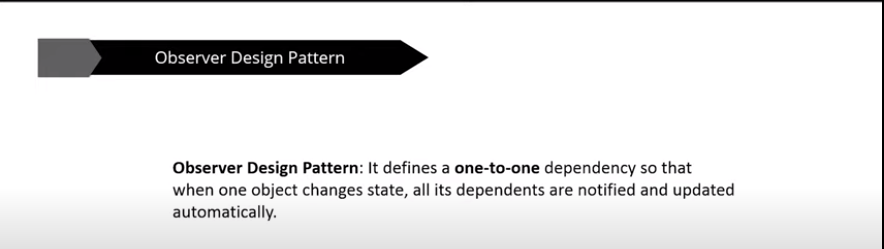 Observer Design Pattern
Observer Design Pattern: It defines a one-to-one dependency so that
when one object changes state, all its dependents are notified and updated
automatically.